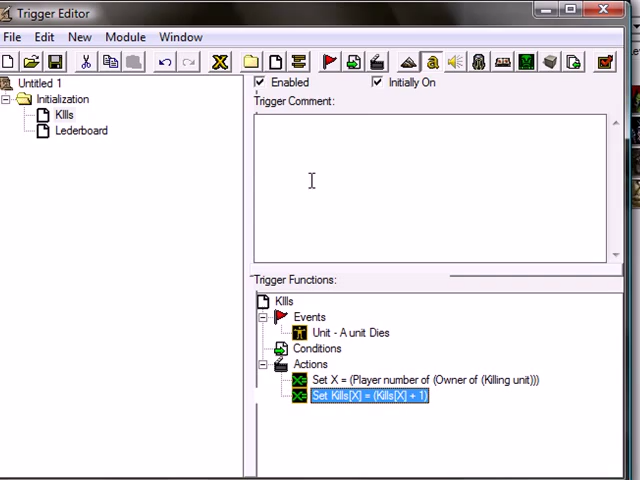 Trigger Editor
File Edit New Module Window
Untitled 1
Initialization
KIlls
Lederboard
Enabled Initially On
Trigger Comment:
Trigger Functions:
KIlls
Events
Unit - A unit Dies
Conditions
Actions
Set X = (Player number of (Owner of (Killing unit)))
Set Kills[X] = (Kills[X] + 1)